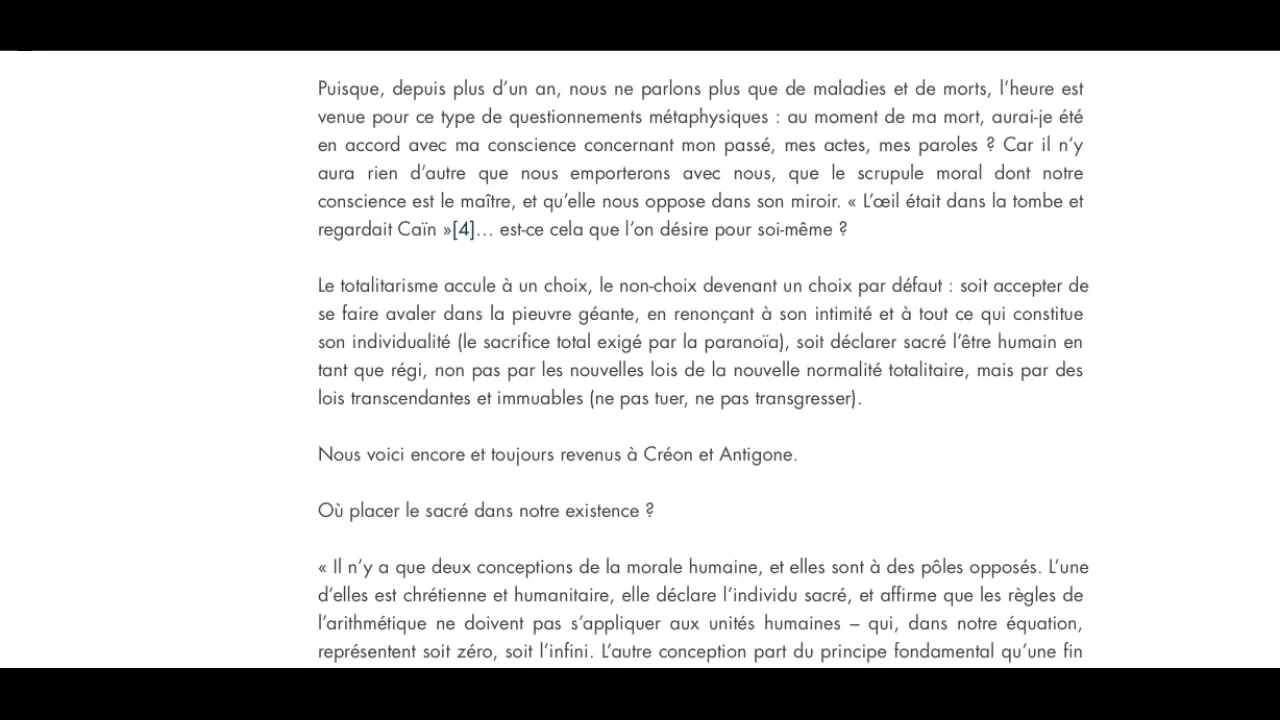 Puisque, depuis plus d’un an, nous ne parlons plus que de maladies et de morts, l’heure est
venue pour ce type de questionnements métaphysiques : au moment de ma mort, aurai-je été
en accord avec ma conscience concernant mon passé, mes actes, mes paroles ? Car il n’y
aura rien d’autre que nous emporterons avec nous, que le scrupule moral dont notre
conscience est le maître, et qu’elle nous oppose dans son miroir. « L’œil était dans la tombe et
regardait Caïn »[4]… est-ce cela que l’on désire pour soi-même ?
Le totalitarisme accule à un choix, le non-choix devenant un choix par défaut : soit accepter de
se faire avaler dans la pieuvre géante, en renonçant à son intimité et à tout ce qui constitue
son individualité (le sacrifice total exigé par la paranoïa), soit déclarer sacré l’être humain en
tant que régi, non pas par les nouvelles lois de la nouvelle normalité totalitaire, mais par des
lois transcendantes et immuables (ne pas tuer, ne pas transgresser).
Nous voici encore et toujours revenus à Créon et Antigone.
Où placer le sacré dans notre existence ?
« Il n’y a que deux conceptions de la morale humaine, et elles sont à des pôles opposés. L’une
d’elles est chrétienne et humanitaire, elle déclare l’individu sacré, et affirme que les règles de
l’arithmétique ne doivent pas s’appliquer aux unités humaines – qui, dans notre équation,
représentent soit zéro, soit l’infini. L’autre conception part du principe fondamental qu’une fin